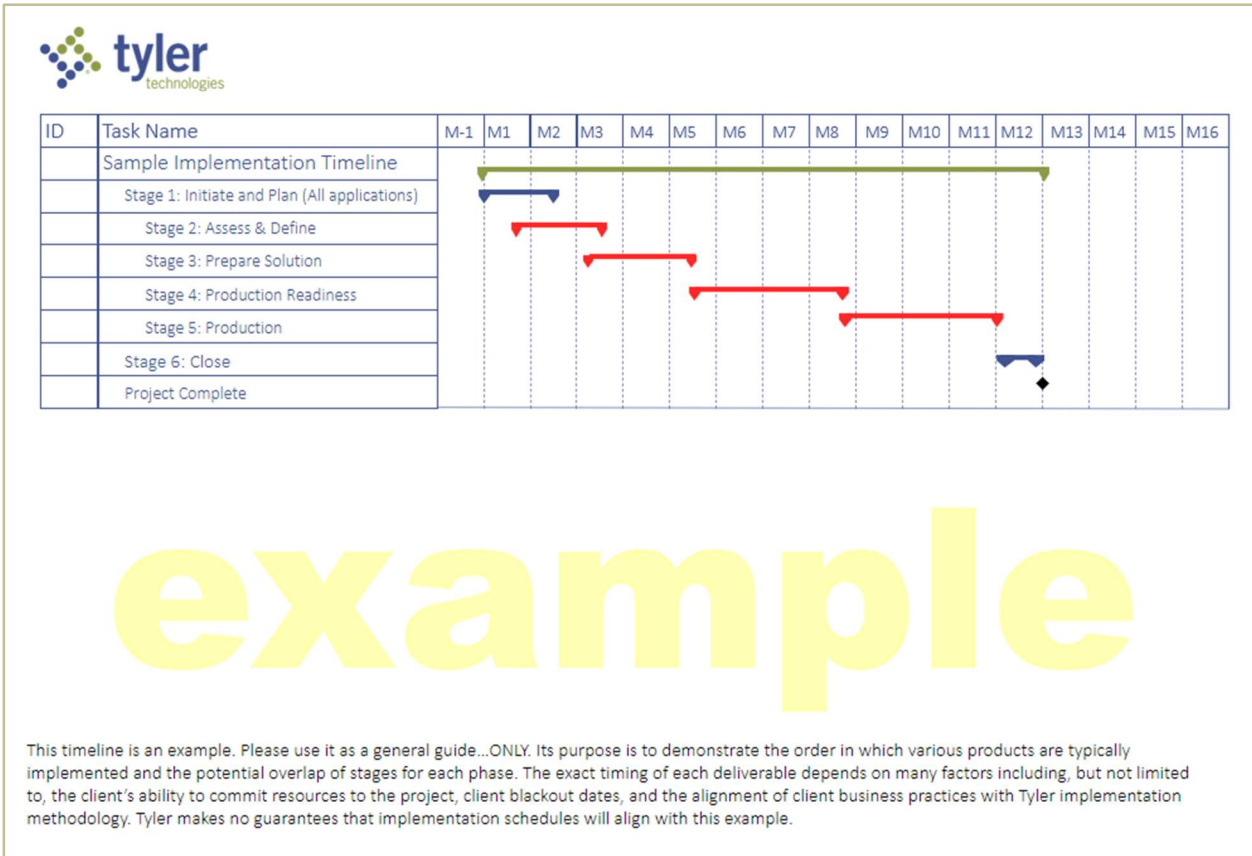 tyler
technologies
ID Task Name M-1 M1 M2 M3 M4 M5 M6 M7 M8 M9 M10 M11 M12 M13 M14 M15 M16
Sample Implementation Timeline
Stage 1: Initiate and Plan (All applications)
Stage 2: Assess & Define
Stage 3: Prepare Solution
Stage 4: Production Readiness
Stage 5: Production
Stage 6: Close
Project Complete
example
This timeline is an example. Please use it as a general guide...ONLY. Its purpose is to demonstrate the order in which various products are typically
implemented and the potential overlap of stages for each phase. The exact timing of each deliverable depends on many factors including, but not limited
to, the client's ability to commit resources to the project, client blackout dates, and the alignment of client business practices with Tyler implementation
methodology. Tyler makes no guarantees that implementation schedules will align with this example.